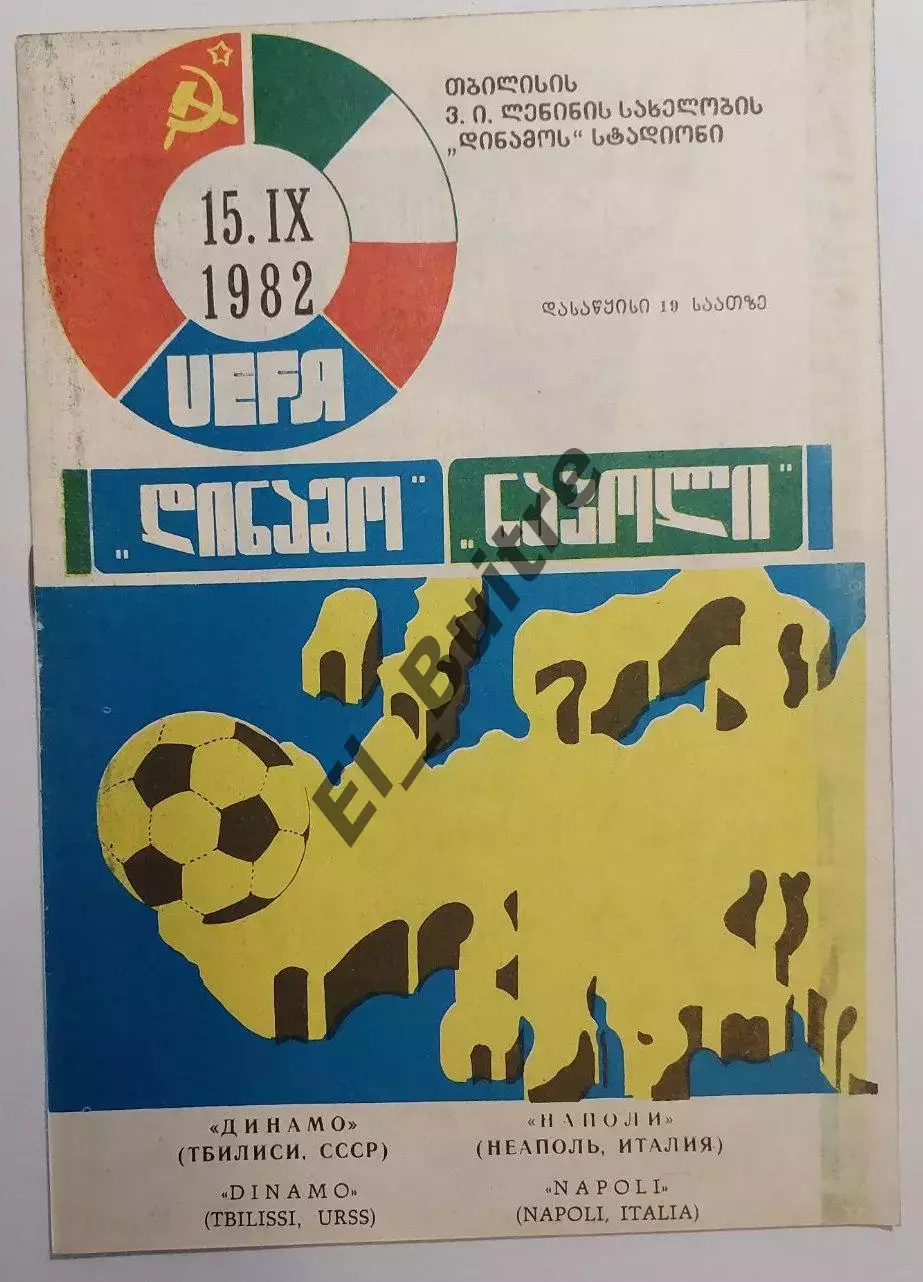 თბილისის
ვ. ი. ლენინის სახელობის
„დინამოს“ სტადიონი
15. IX
1982
დასაწყისი 19 საათზე
UEFA
„დინამო“ „ნაპოლი“
El_Buitre
«ДИНАМО» «НАПОЛИ»
(ТБИЛИСИ, СССР) (НЕАПОЛЬ, ИТАЛИЯ)
«DINAMO» «NAPOLI»
(TBILISSI, URSS) (NAPOLI, ITALIA)